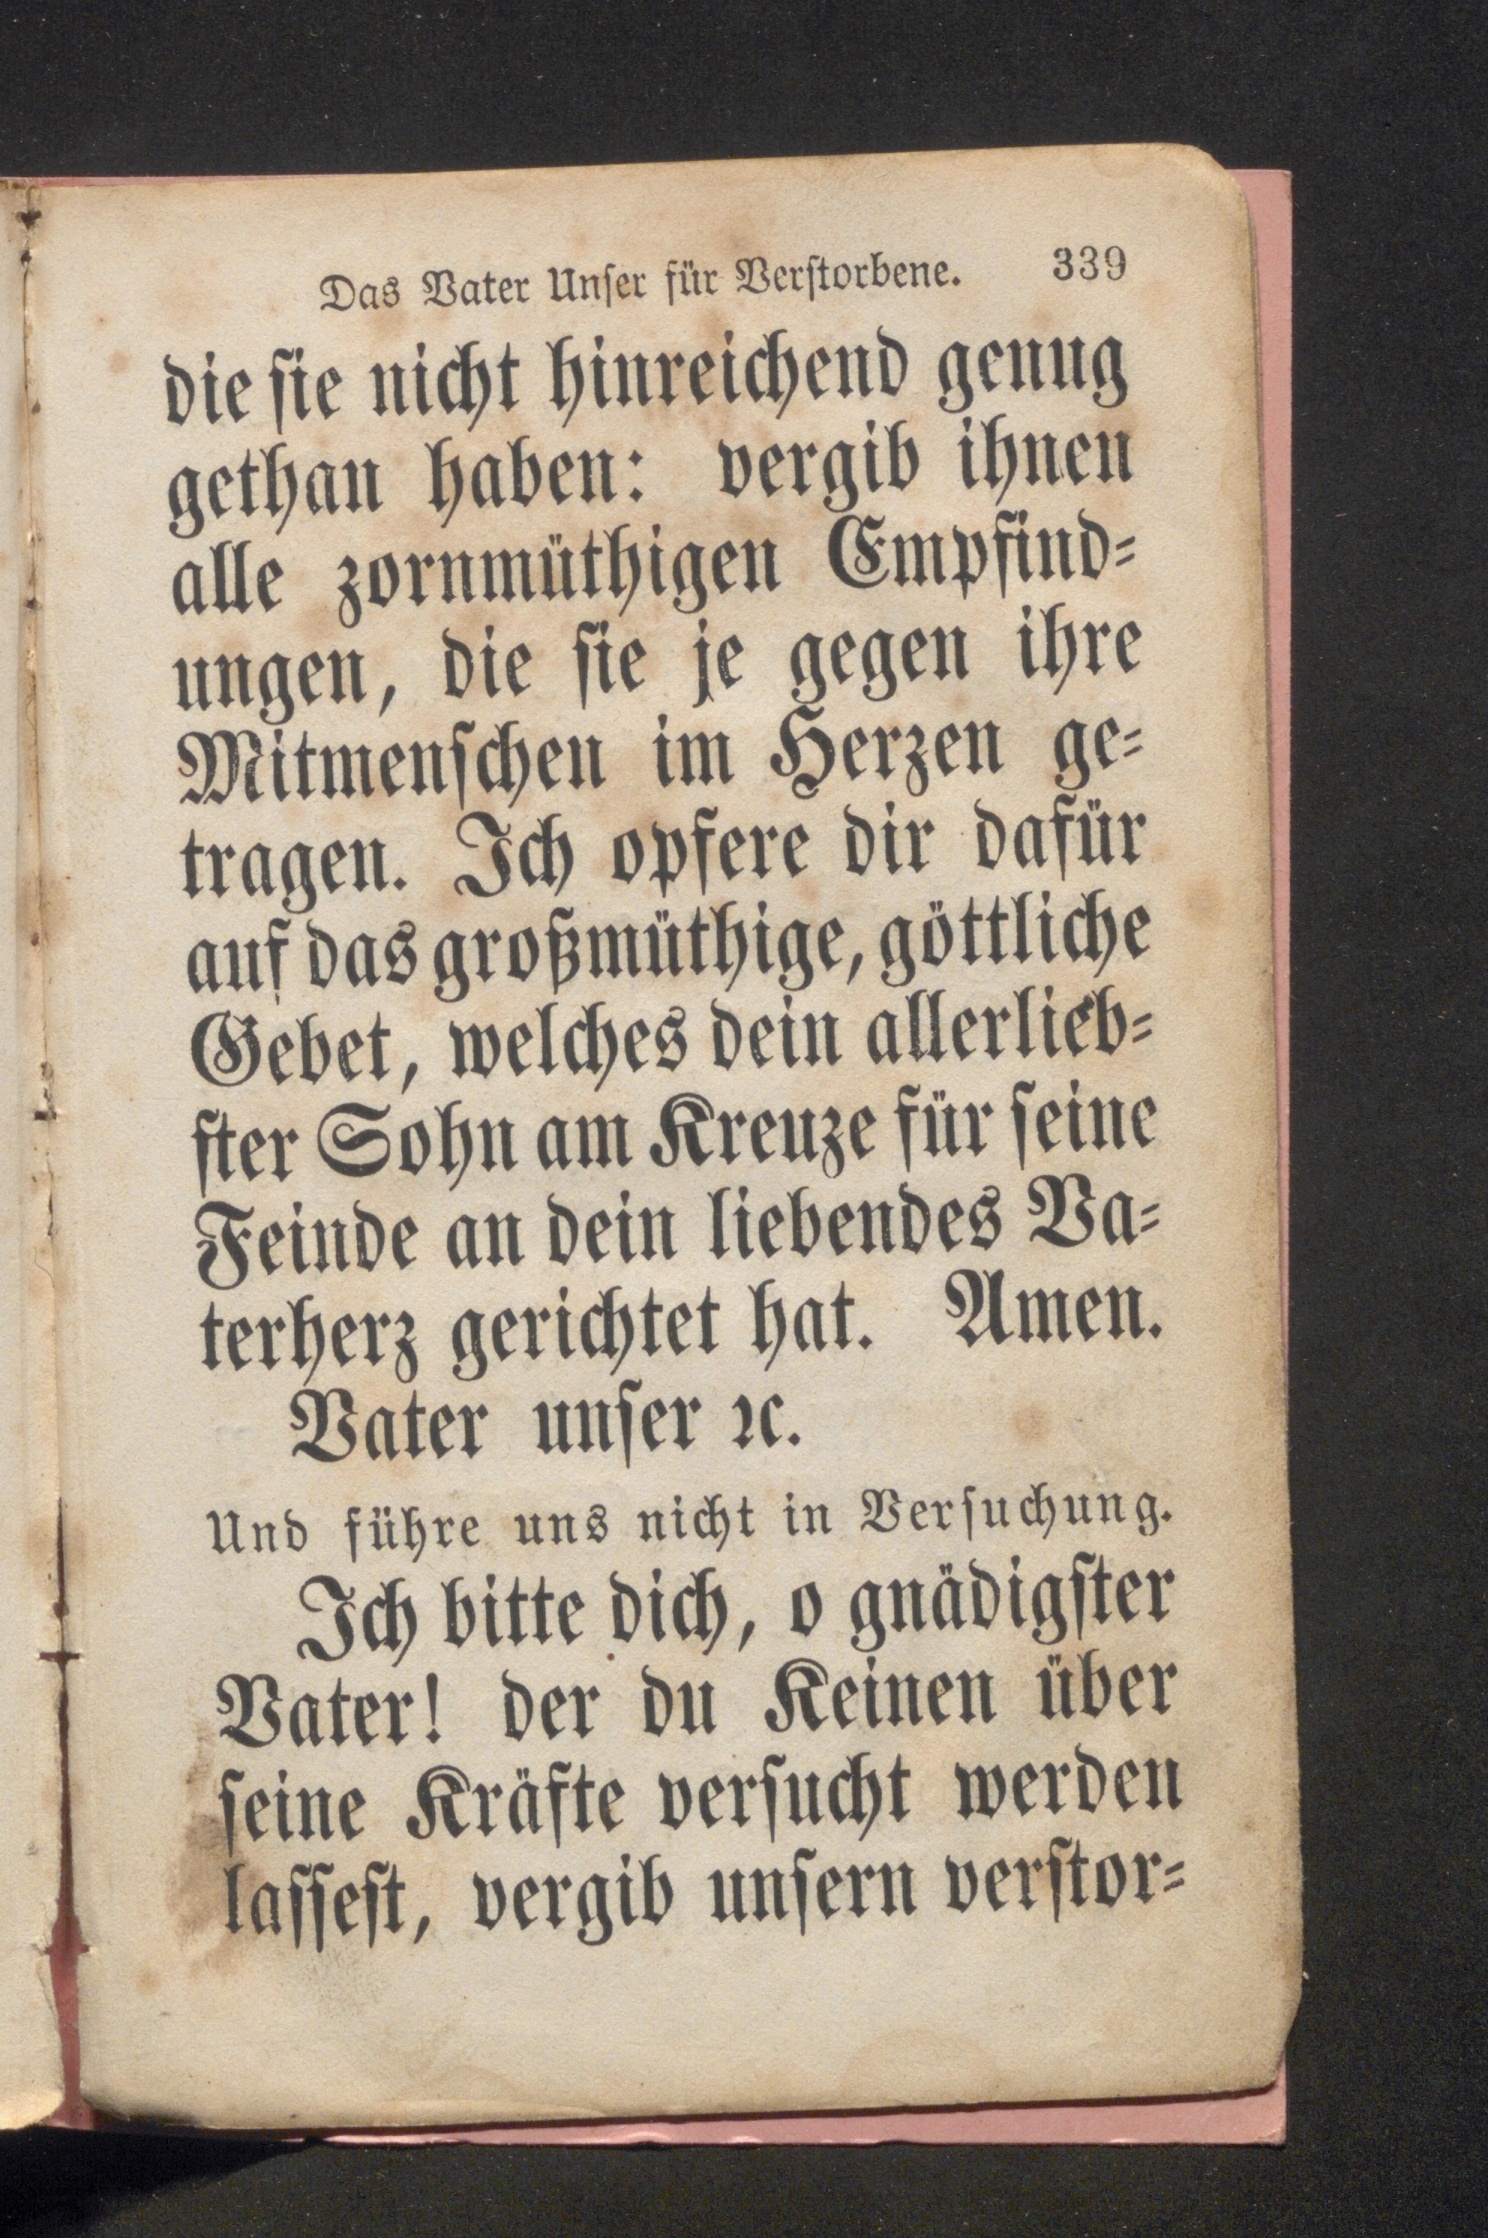 Das Vater Unſer für Verſtorbene. 339
die ſie nicht hinreichend genug
gethan haben: vergib ihnen
alle zornmüthigen Empfind⸗
ungen, die ſie je gegen ihre
Mitmenſchen im Herzen ge⸗
tragen. Ich opfere dir dafür
auf das großmüthige, göttliche
Gebet, welches dein allerlieb⸗
ſter Sohn am Kreuze für ſeine
Feinde an dein liebendes Va⸗
terherz gerichtet hat. Amen.
Vater unſer ꝛc.
Und führe uns nicht in Verſuchung.
Ich bitte dich, o gnädigſter
Vater! der du Keinen über
ſeine Kräfte verſucht werden
laſſeſt, vergib unſern verſtor⸗